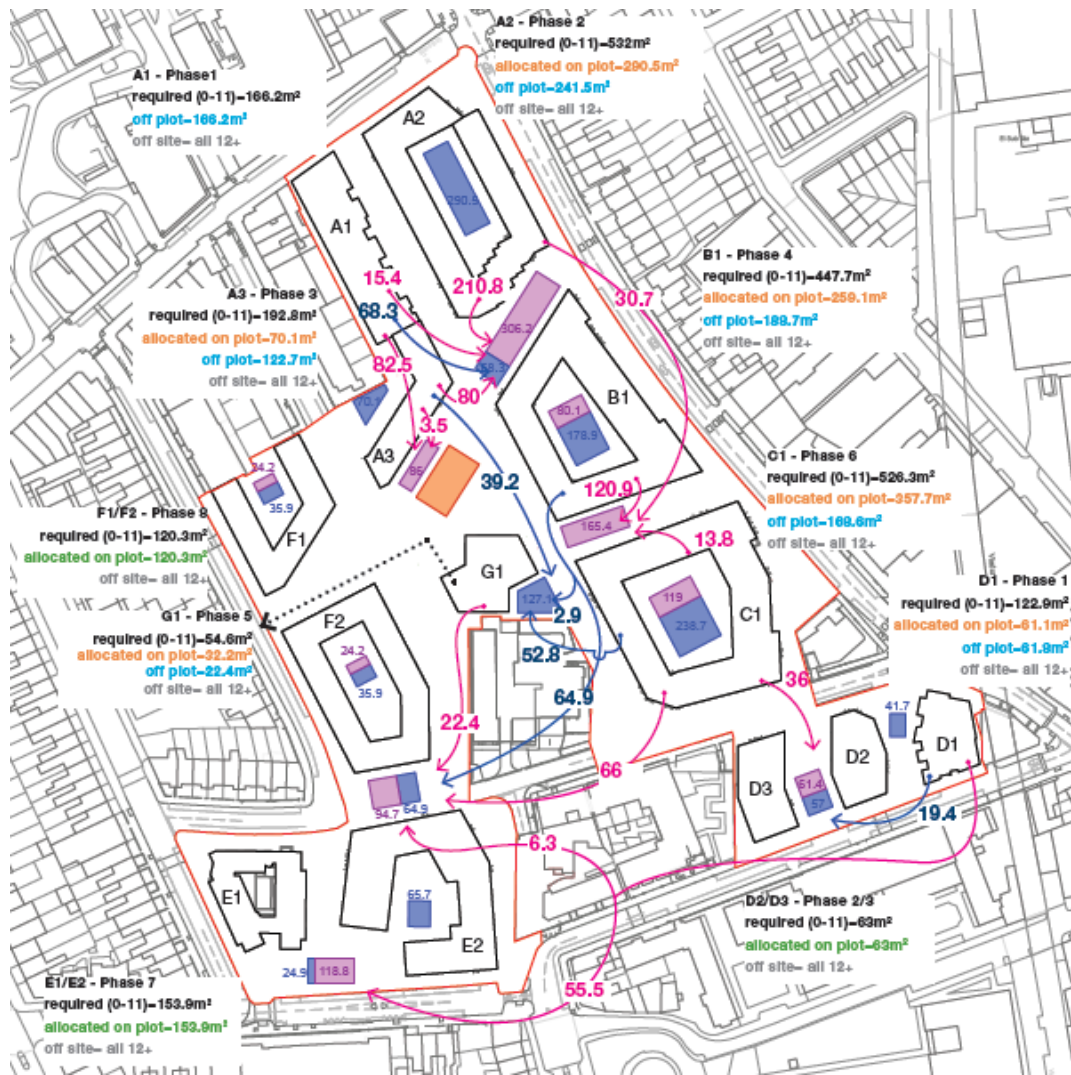 A2 - Phase 2
required (0-11)=532m²
allocated on plot=290.5m²
off plot=241.5m²
off site= all 12+
A1 - Phase1
required (0-11)=166.2m²
off plot=166.2m²
off site= all 12+
A2
290.5
A1
B1 - Phase 4
required (0-11)=447.7m²
allocated on plot=259.1m²
off plot=188.7m²
off site= all 12+
A3 - Phase 3
required (0-11)=192.8m²
allocated on plot=70.1m²
off plot=122.7m²
off site= all 12+
15.4
210.8
30.7
68.3
306.2
68.3
82.5
80
70.1
B1
80.1
178.9
3.5
A3
86
39.2
120.9
165.4
13.8
C1 - Phase 6
required (0-11)=526.3m²
allocated on plot=357.7m²
off plot=168.6m²
off site= all 12+
24.2
35.9
F1
F1/F2 - Phase 8
required (0-11)=120.3m²
allocated on plot=120.3m²
off site= all 12+
G1
127.1
2.9
119
238.7
C1
D1 - Phase 1
required (0-11)=122.9m²
allocated on plot=61.1m²
off plot=61.8m²
off site= all 12+
G1 - Phase 5
required (0-11)=54.6m²
allocated on plot=32.2m²
off plot=22.4m²
off site= all 12+
F2
24.2
35.9
52.8
64.9
36
22.4
41.7
D1
D2
66
D3
61.4
57
94.7
64.9
19.4
6.3
E1
65.7
E2
D2/D3 - Phase 2/3
required (0-11)=63m²
allocated on plot=63m²
off site= all 12+
24.9
118.8
55.5
E1/E2 - Phase 7
required (0-11)=153.9m²
allocated on plot=153.9m²
off site= all 12+